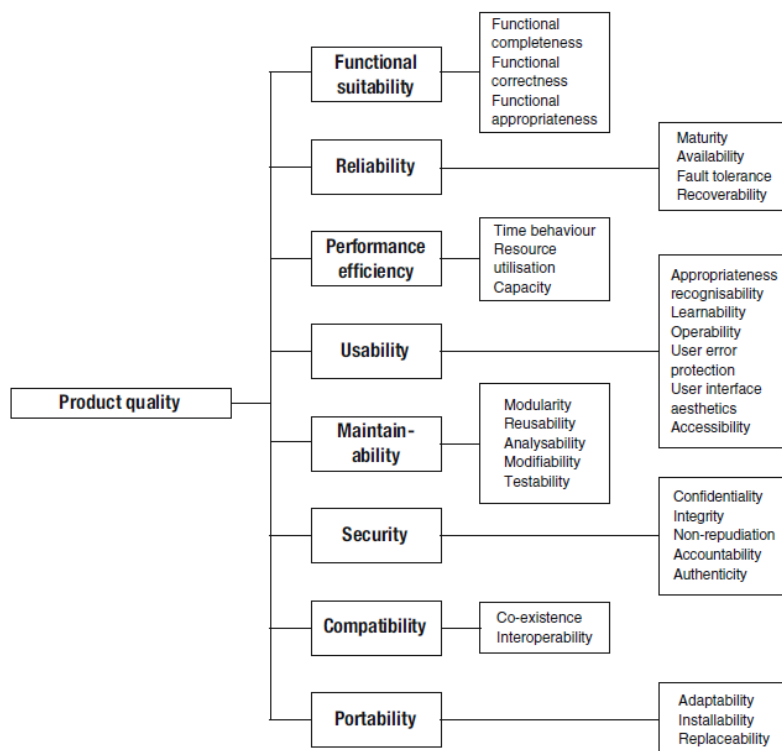 Functional
completeness
Functional
correctness
Functional
appropriateness
Functional
suitability
Maturity
Availability
Fault tolerance
Recoverability
Reliability
Time behaviour
Resource
utilisation
Capacity
Performance
efficiency
Appropriateness
recognisability
Learnability
Operability
User error
protection
User interface
aesthetics
Accessibility
Usability
Product quality
Modularity
Reusability
Analysability
Modifiability
Testability
Maintain-
ability
Confidentiality
Integrity
Non-repudiation
Accountability
Authenticity
Security
Co-existence
Interoperability
Compatibility
Adaptability
Installability
Replaceability
Portability